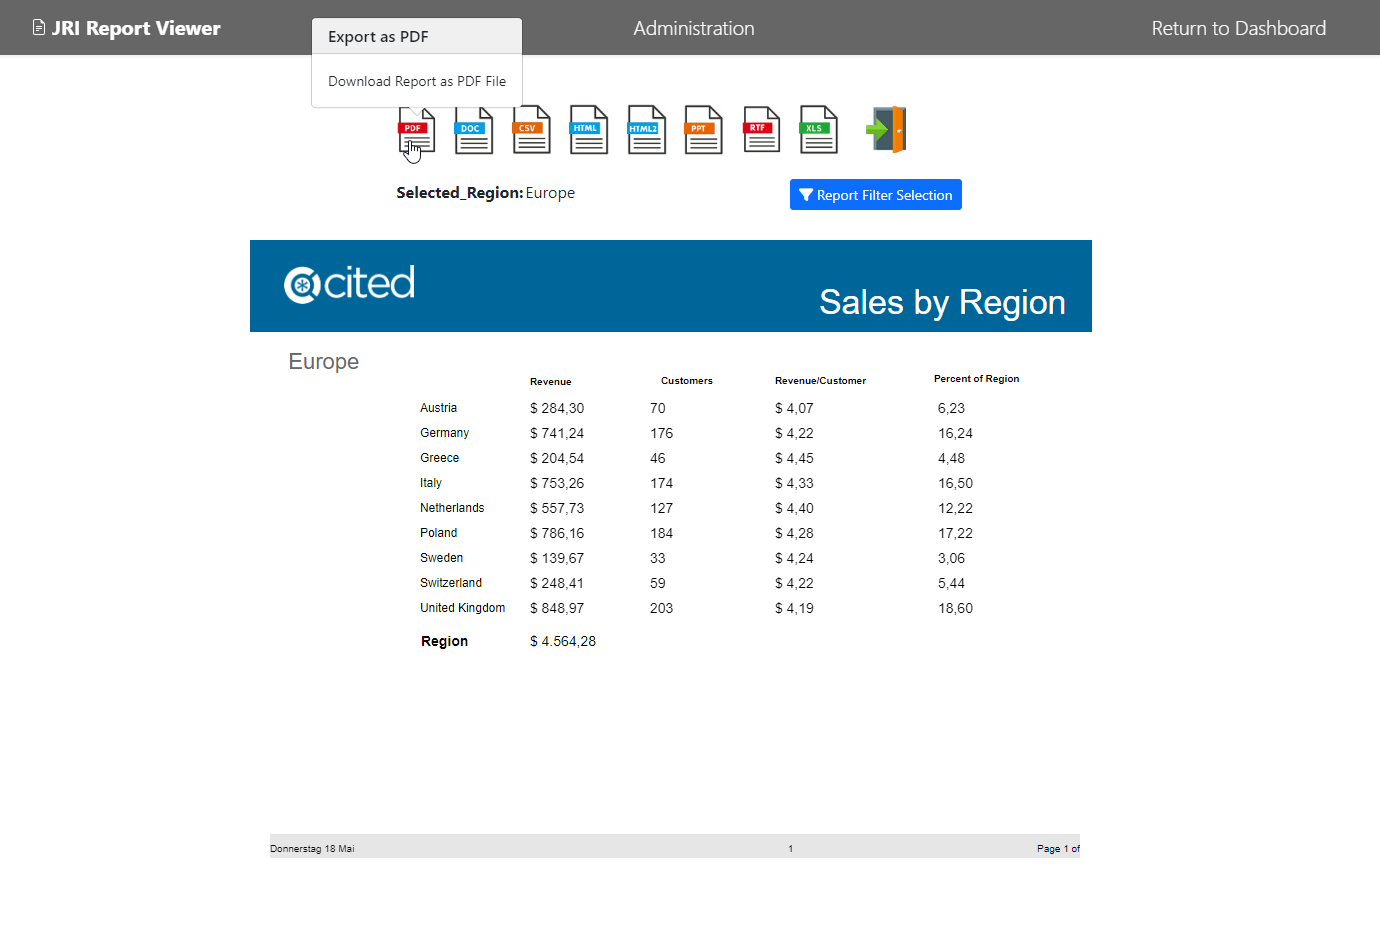 JRI Report Viewer Administration Return to Dashboard
Export as PDF
Download Report as PDF File
PDF DOC CSV HTML HTML2 PPT RTF XLS
Selected_Region: Europe Report Filter Selection
cited
Sales by Region
Europe
Revenue Customers Revenue/Customer Percent of Region
Austria $ 284,30 70 $ 4,07 6,23
Germany $ 741,24 176 $ 4,22 16,24
Greece $ 204,54 46 $ 4,45 4,48
Italy $ 753,26 174 $ 4,33 16,50
Netherlands $ 557,73 127 $ 4,40 12,22
Poland $ 786,16 184 $ 4,28 17,22
Sweden $ 139,67 33 $ 4,24 3,06
Switzerland $ 248,41 59 $ 4,22 5,44
United Kingdom $ 848,97 203 $ 4,19 18,60
Region $ 4.564,28
Donnerstag 18 Mai 1 Page 1 of